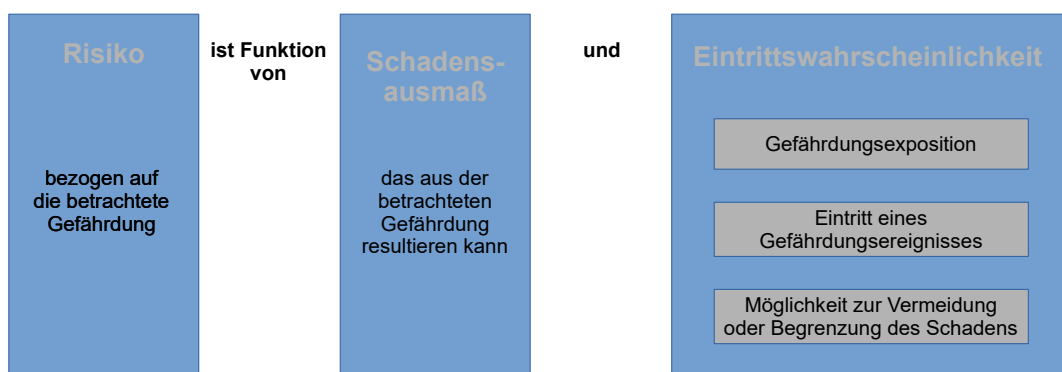 Risiko
bezogen auf
die betrachtete
Gefährdung
ist Funktion
von
Schadens-
ausmaß
das aus der
betrachteten
Gefährdung
resultieren kann
und
Eintrittswahrscheinlichkeit
Gefährdungsexposition
Eintritt eines
Gefährdungsereignisses
Möglichkeit zur Vermeidung
oder Begrenzung des Schadens